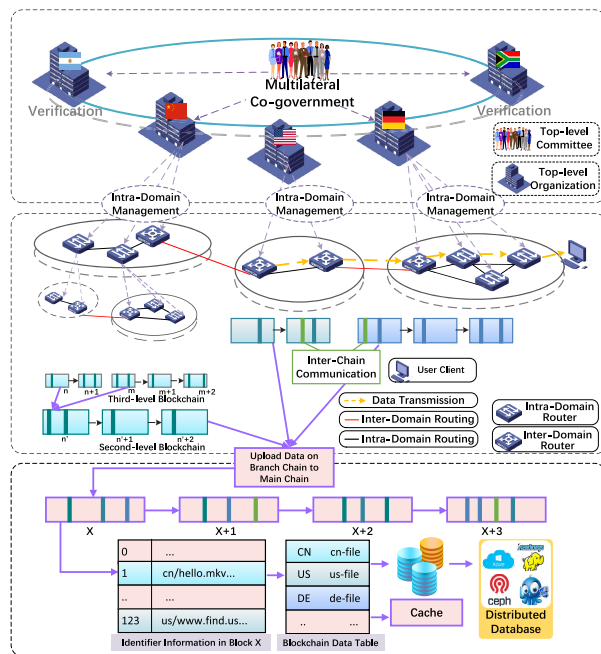 Multilateral
Co-government
Verification
Verification
Top-level
Committee
Top-level
Organization
Intra-Domain
Management
Intra-Domain
Management
Intra-Domain
Management
Inter-Chain
Communication
User Client
n
n+1
m
m+1
m+2
Third-level Blockchain
n'
n'+1
n'+2
Second-level Blockchain
Data Transmission
Inter-Domain Routing
Intra-Domain Routing
Intra-Domain
Router
Inter-Domain
Router
Upload Data on
Branch Chain to
Main Chain
X
X+1
X+2
X+3
0 ...
1 cn/hello.mkv...
.. ...
123 us/www.find.us...
Identifier Information in Block X
CN cn-file
US us-file
DE de-file
.. ...
Blockchain Data Table
Cache
ceph
Distributed
Database